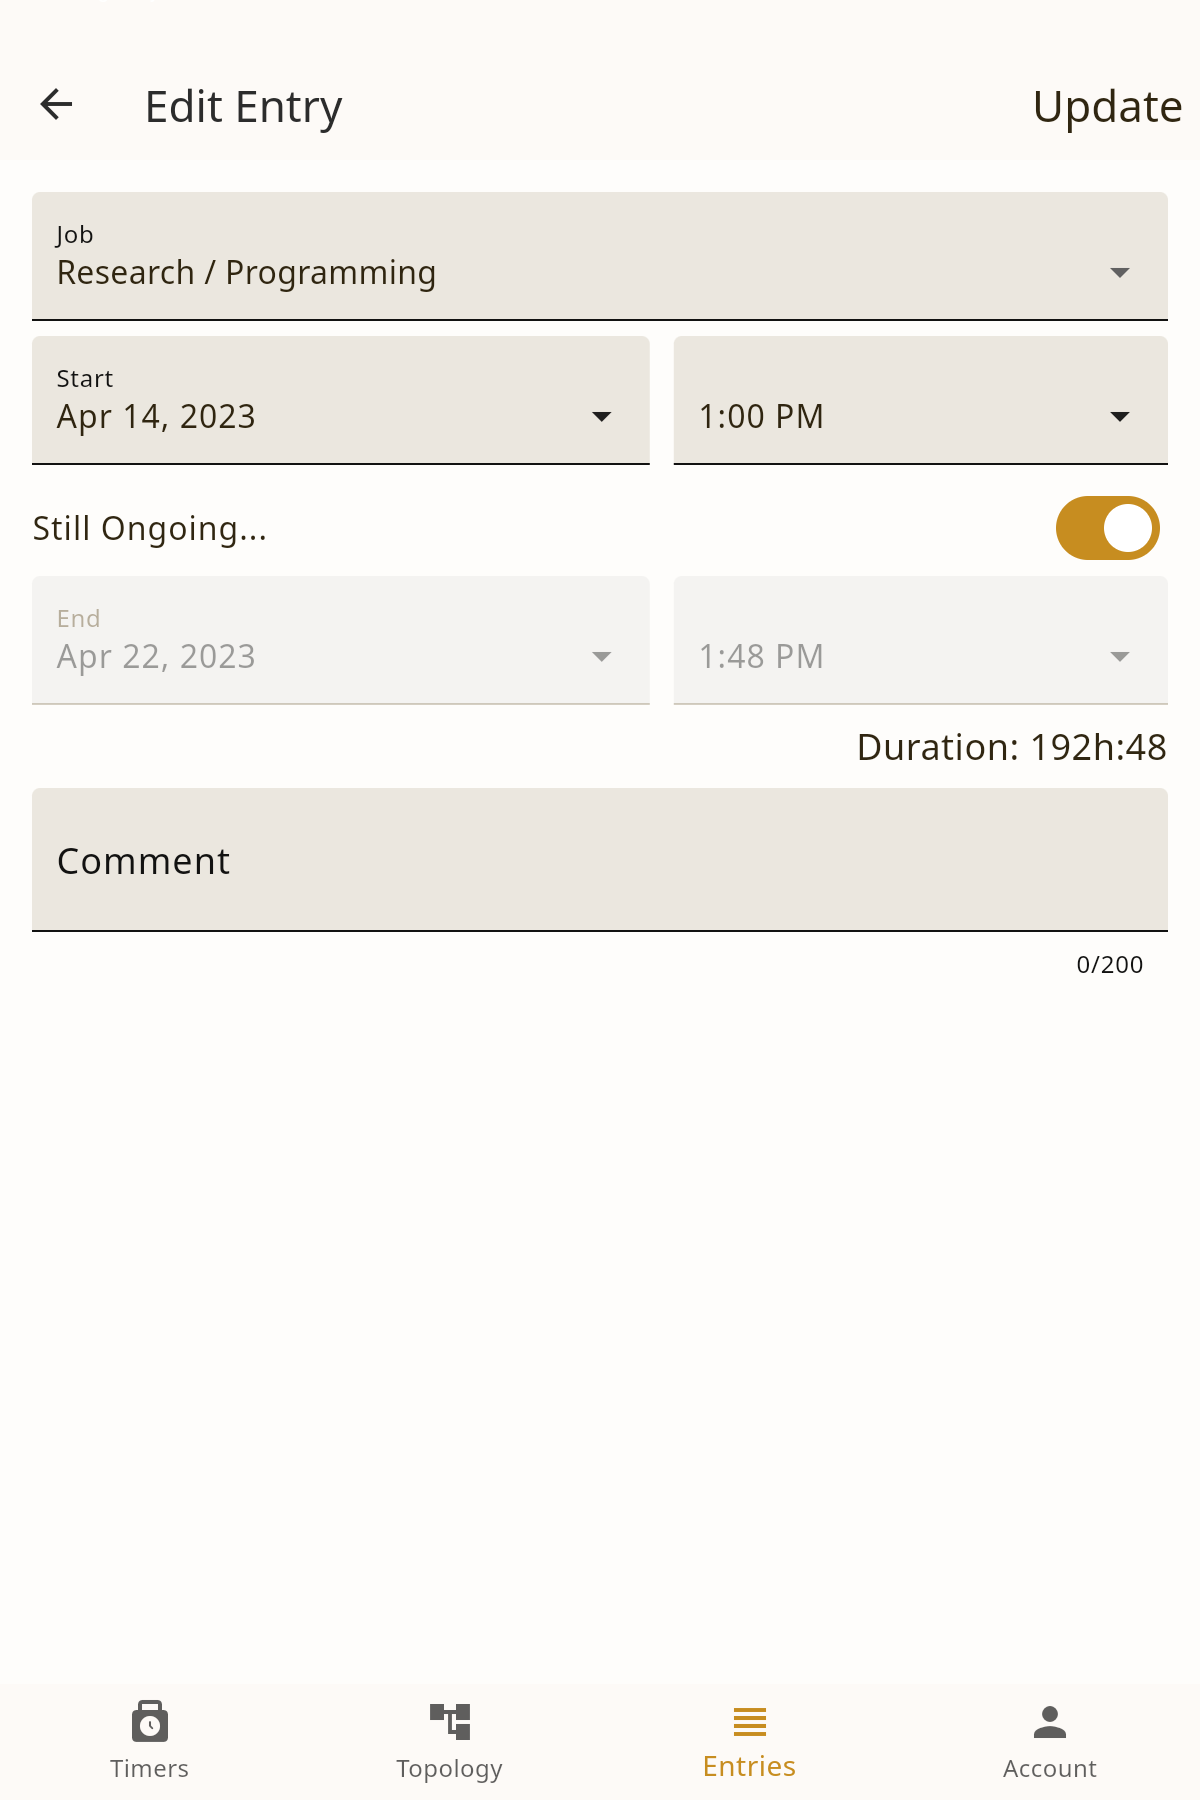 Edit Entry
Update
Job
Research / Programming
Start
Apr 14, 2023
1:00 PM
Still Ongoing...
End
Apr 22, 2023
1:48 PM
Duration: 192h:48
Comment
0/200
Timers
Topology
Entries
Account